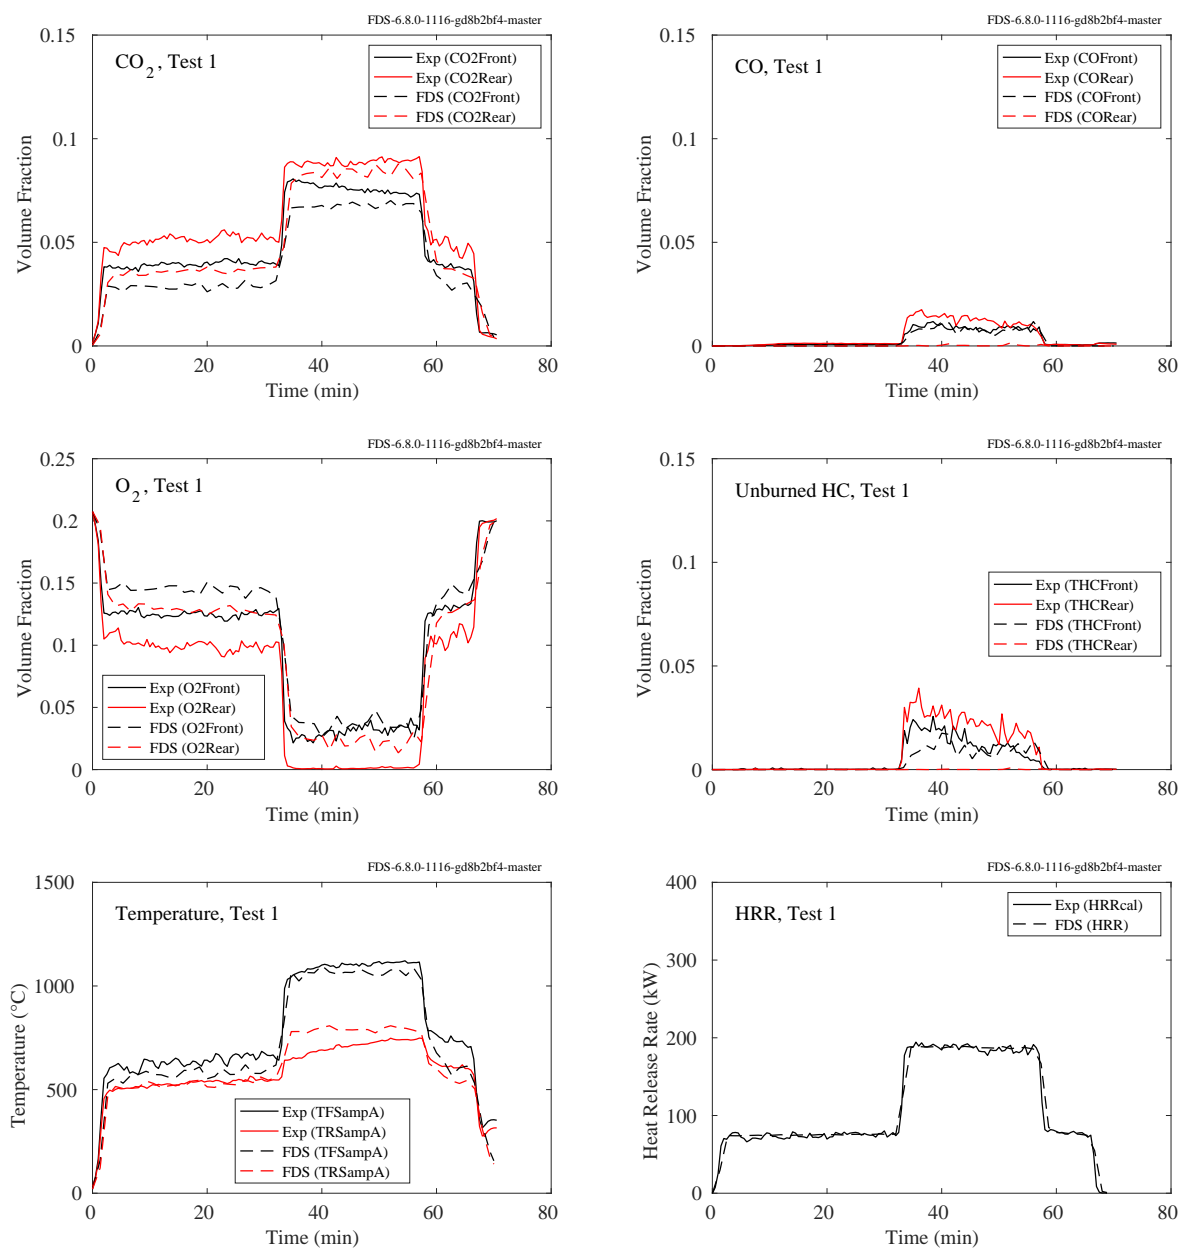 FDS-6.8.0-1116-gd8b2bf4-master
CO2, Test 1
Exp (CO2Front)
Exp (CO2Rear)
FDS (CO2Front)
FDS (CO2Rear)
Volume Fraction
0.15
0.1
0.05
0
0 20 40 60 80
Time (min)
FDS-6.8.0-1116-gd8b2bf4-master
CO, Test 1
Exp (COFront)
Exp (CORear)
FDS (COFront)
FDS (CORear)
Volume Fraction
0.15
0.1
0.05
0
0 20 40 60 80
Time (min)
FDS-6.8.0-1116-gd8b2bf4-master
O2, Test 1
Exp (O2Front)
Exp (O2Rear)
FDS (O2Front)
FDS (O2Rear)
Volume Fraction
0.25
0.2
0.15
0.1
0.05
0
0 20 40 60 80
Time (min)
FDS-6.8.0-1116-gd8b2bf4-master
Unburned HC, Test 1
Exp (THCFront)
Exp (THCRear)
FDS (THCFront)
FDS (THCRear)
Volume Fraction
0.15
0.1
0.05
0
0 20 40 60 80
Time (min)
FDS-6.8.0-1116-gd8b2bf4-master
Temperature, Test 1
Exp (TFSampA)
Exp (TRSampA)
FDS (TFSampA)
FDS (TRSampA)
Temperature (°C)
1500
1000
500
0
0 20 40 60 80
Time (min)
FDS-6.8.0-1116-gd8b2bf4-master
HRR, Test 1
Exp (HRRcal)
FDS (HRR)
Heat Release Rate (kW)
400
300
200
100
0
0 20 40 60 80
Time (min)